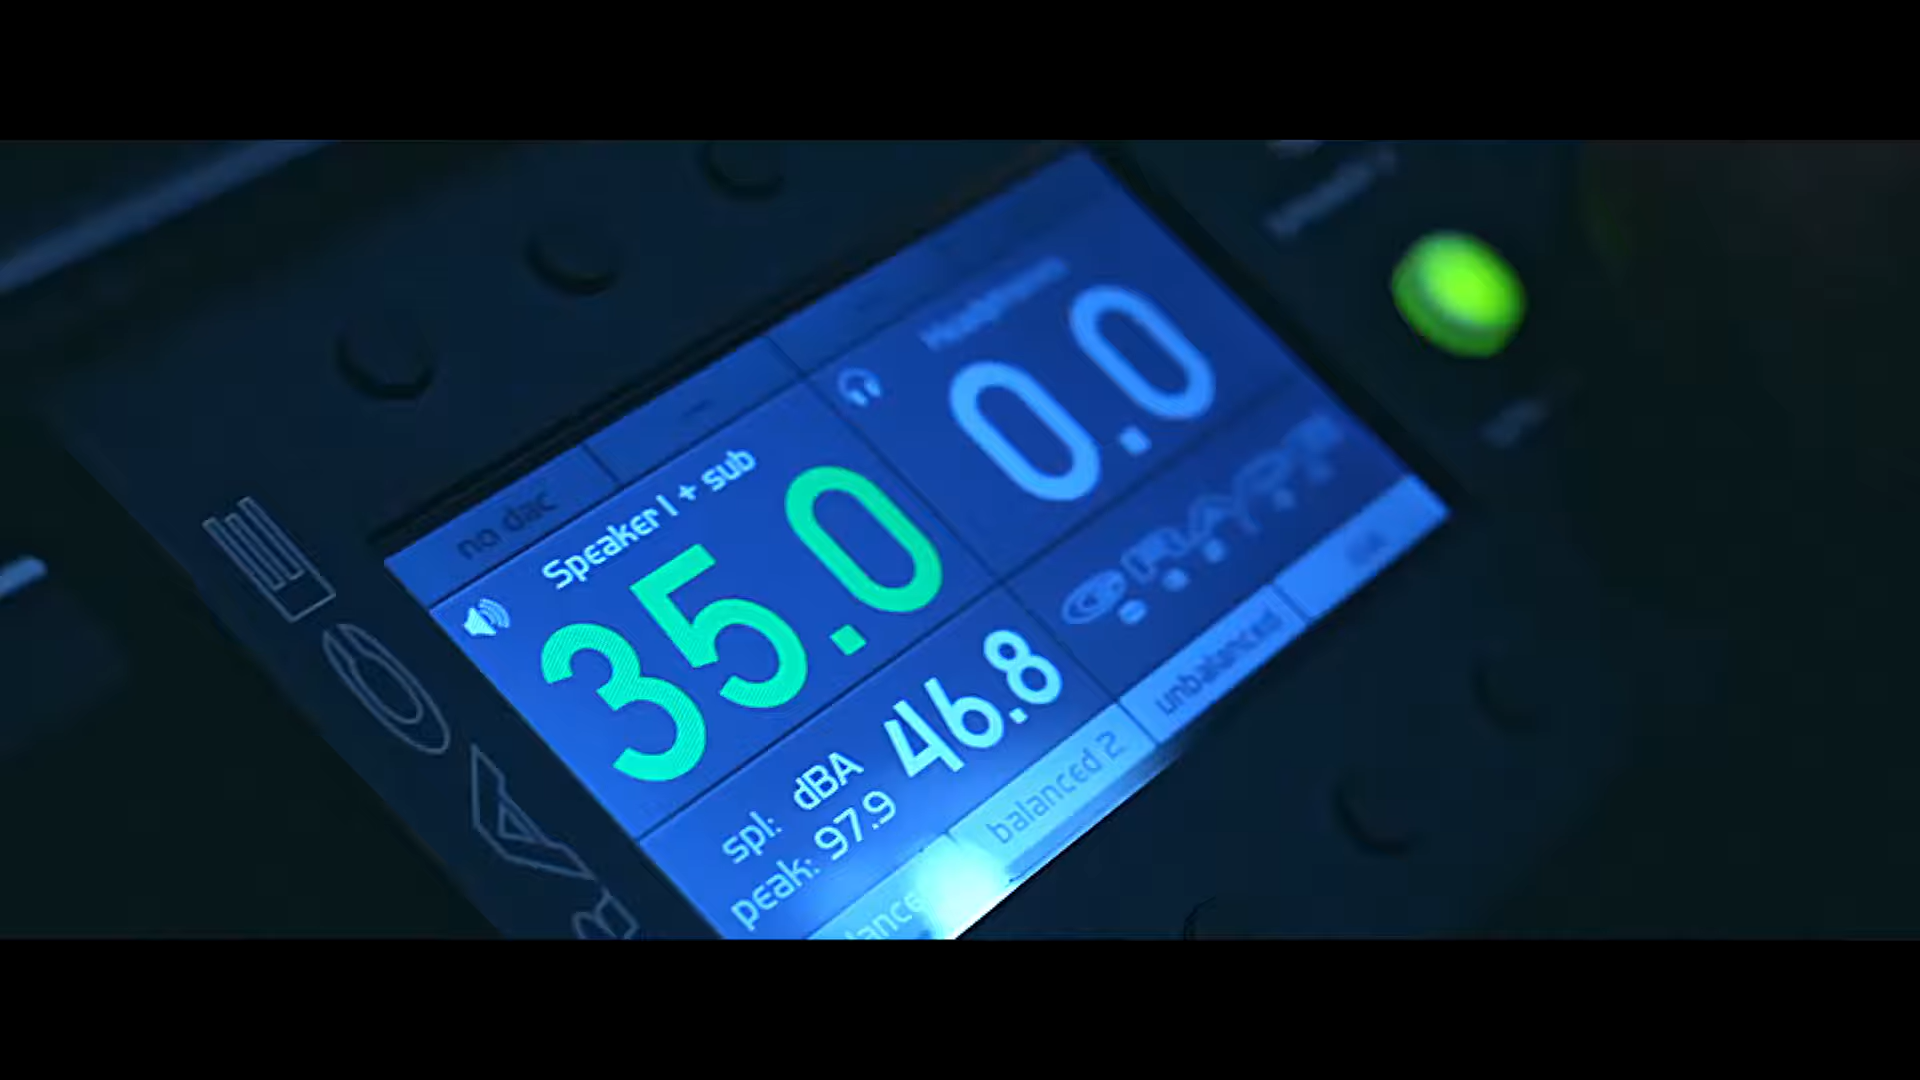 no dac
Speaker 1 + sub
35.0
Headphones
0.0
spl: dBA 46.8
peak: 97.9
balanced 2
unbalanced